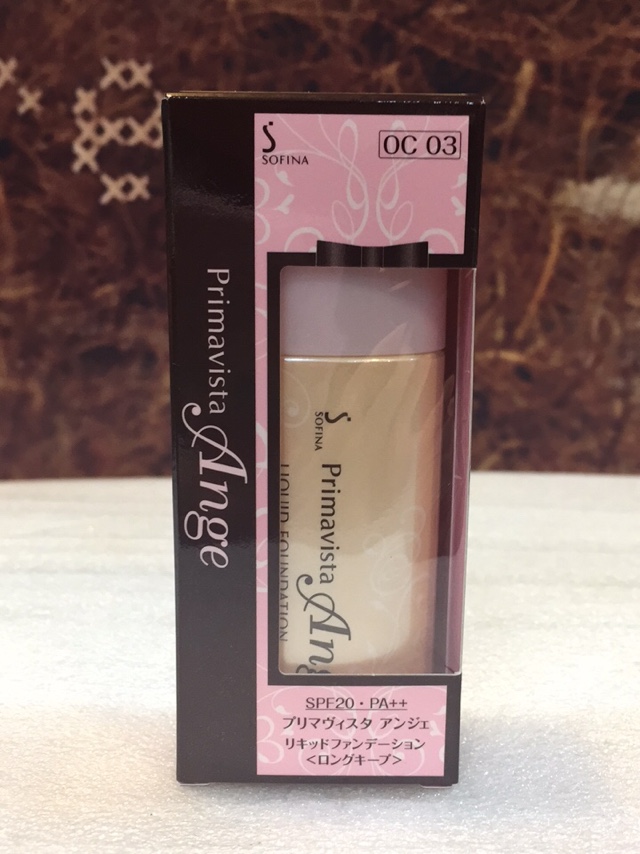 SOFINA
OC 03
Primavista
Ange
SOFINA
Primavista
Ang
LIQUID FOUNDATION
SPF20・PA++
プリマヴィスタ アンジェ
リキッドファンデーション
<ロングキープ>